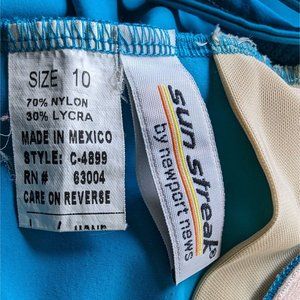 SIZE 10
70% NYLON
30% LYCRA
MADE IN MEXICO
STYLE: C-4899
RN# 63004
CARE ON REVERSE
sun streak®
by newport news